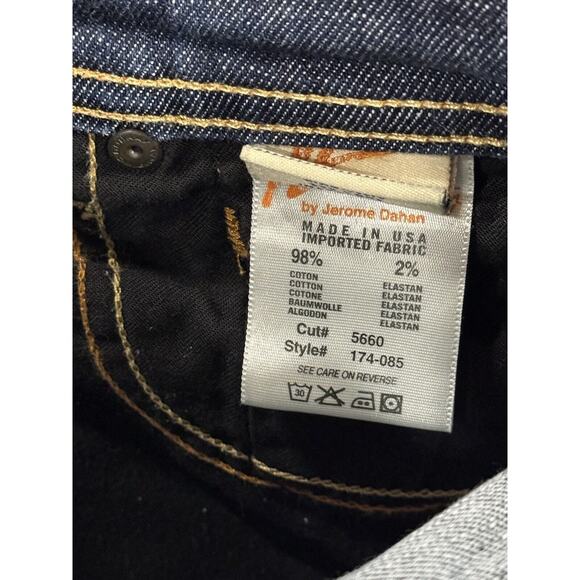 by Jerome Dahan
MADE IN USA
IMPORTED FABRIC
98% 2%
COTON ELASTAN
COTTON ELASTAN
COTONE ELASTAN
BAUMWOLLE ELASTAN
ALGODON ELASTAN
Cut# 5660
Style# 174-085
SEE CARE ON REVERSE
30